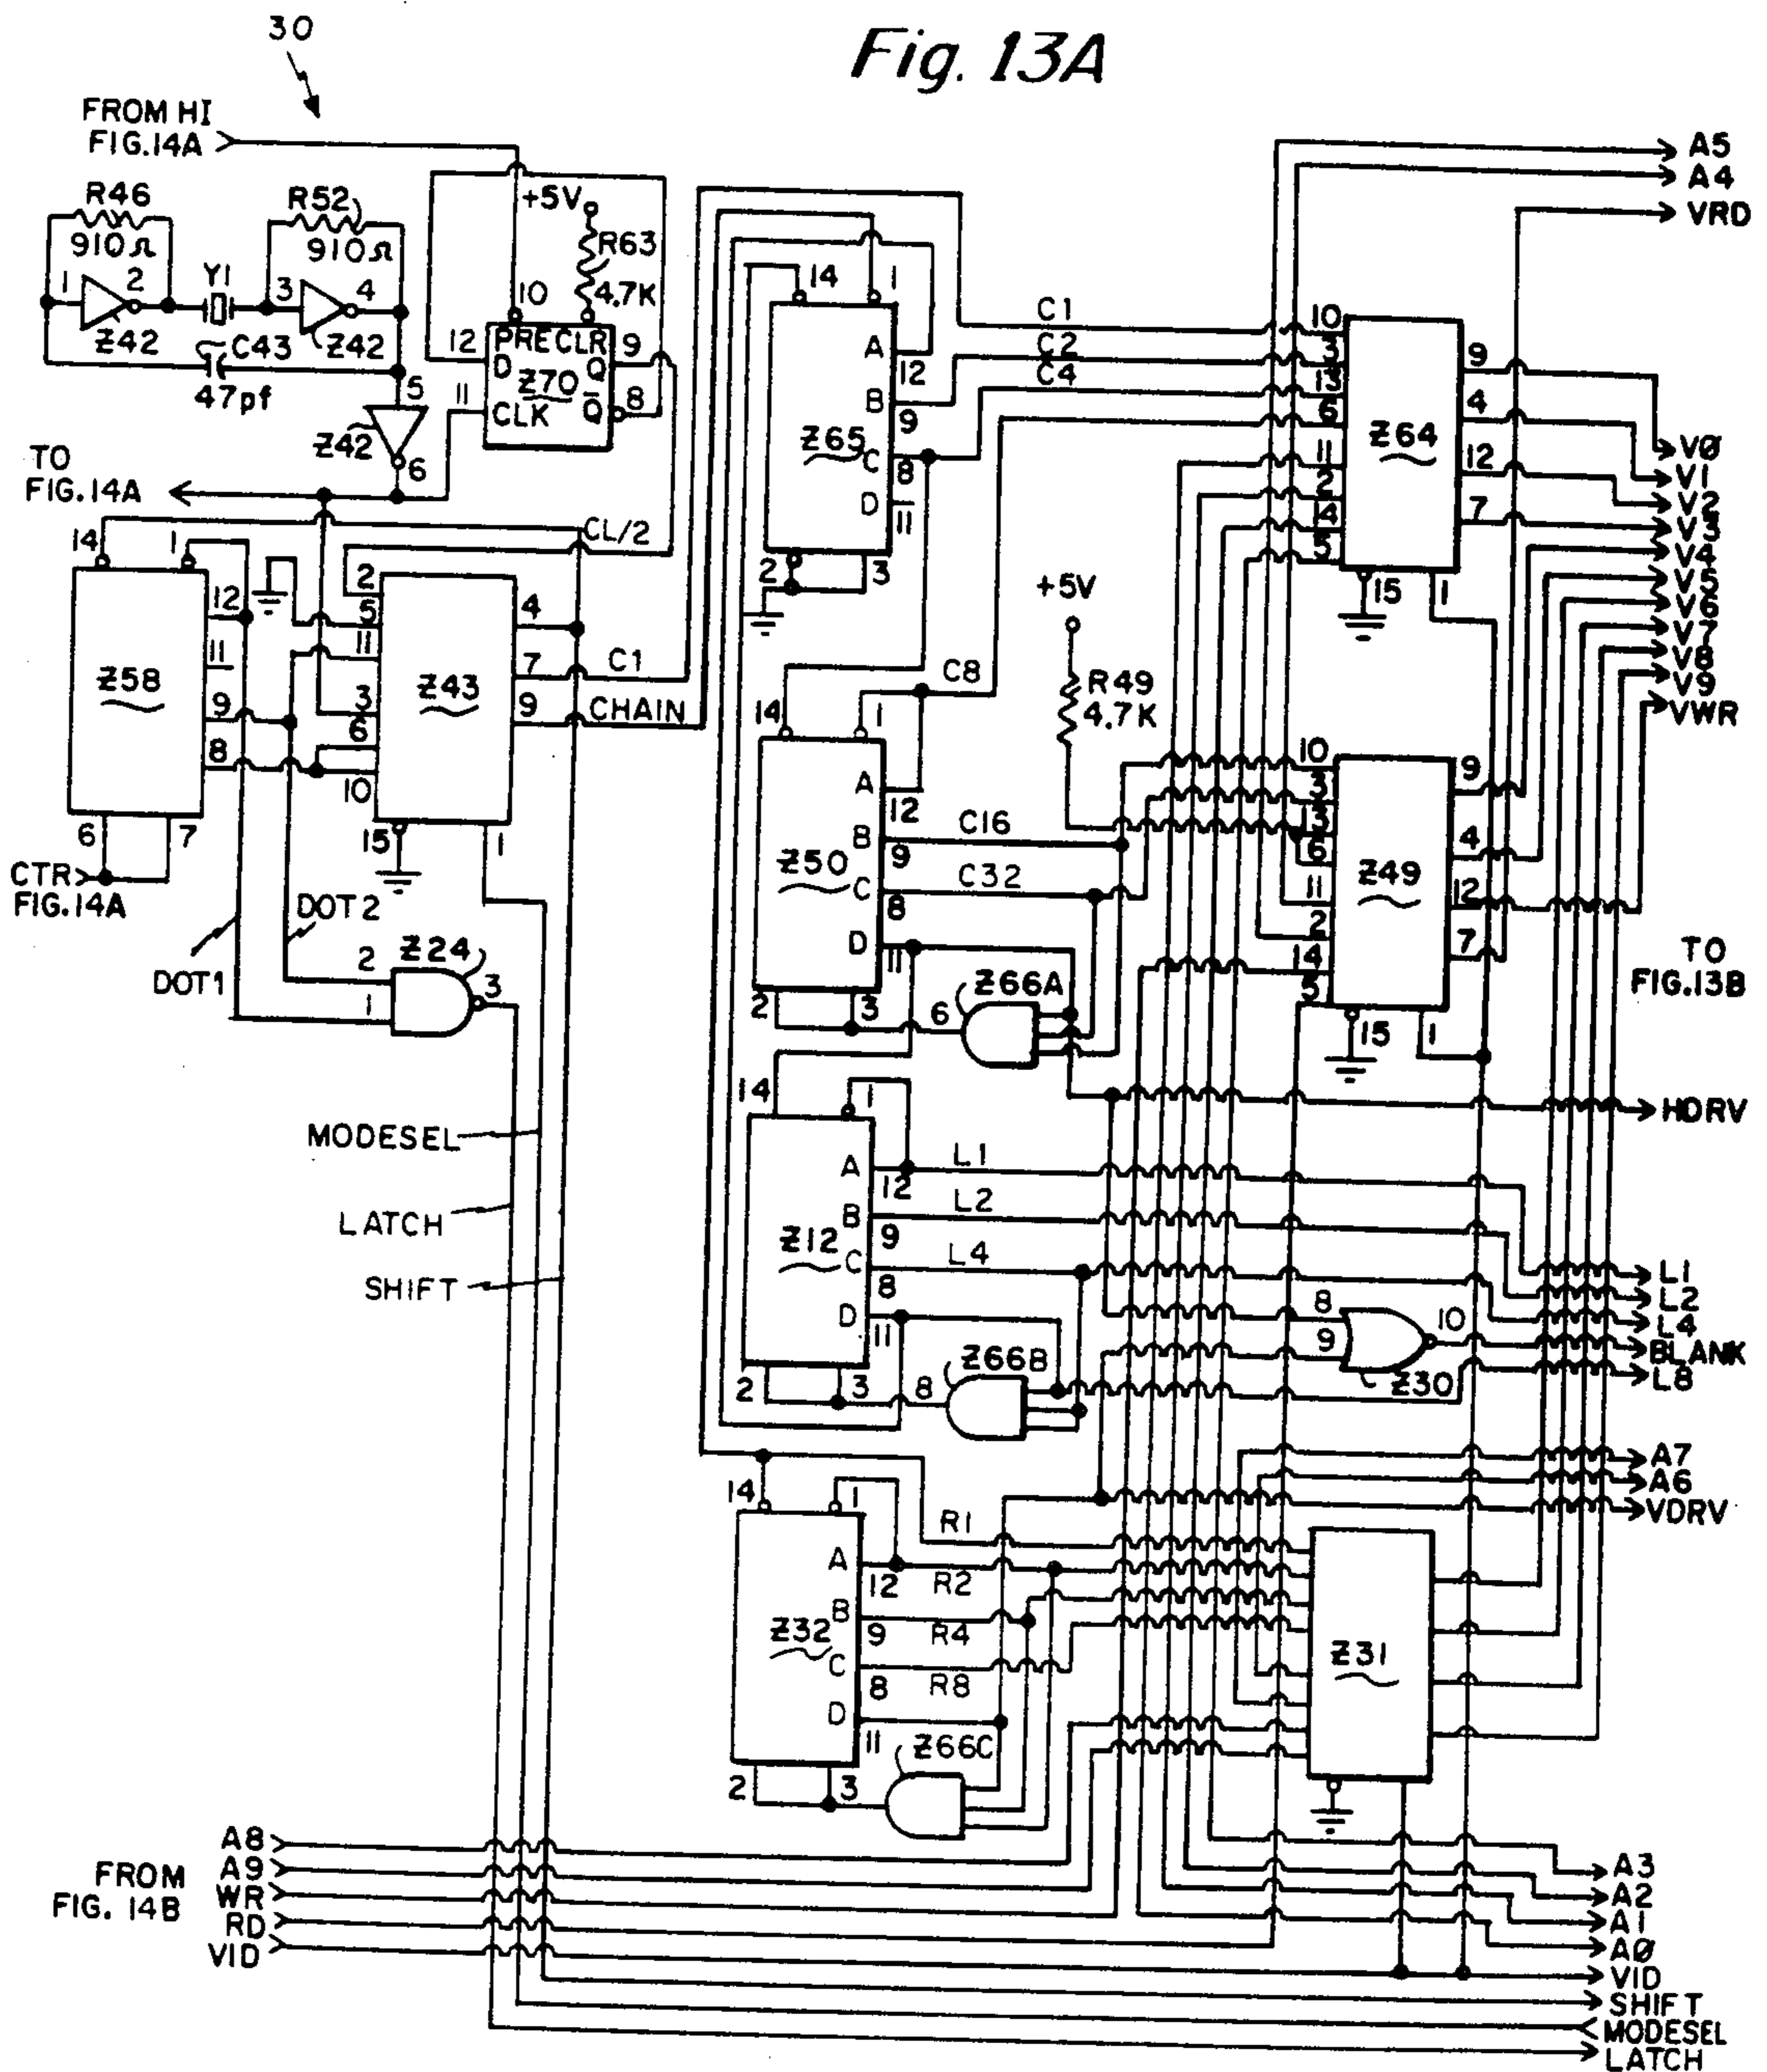 Fig. 13A
30
FROM HI
FIG.14A
R46
910Ω
1
2
Z42
Y1
R52
910Ω
3
4
Z42
C43
47pf
5
Z42
6
+5V
R63
4.7K
10
12
PRE CLR
9
D
Q
Z70
11
CLK
Q̅
8
TO
FIG.14A
CL/2
14
1
12
11
9
8
Z58
6
7
CTR
FIG.14A
2
5
11
3
6
10
Z43
4
7
9
15
1
C1
CHAIN
DOT1
DOT2
Z24
2
1
3
MODESEL
LATCH
SHIFT
14
1
A
12
B
9
Z65
C
8
D
11
2
3
14
1
A
12
B
9
Z50
C
8
D
11
2
3
C8
C16
C32
Z66A
6
14
1
A
12
B
9
Z12
C
8
D
11
2
3
L1
L2
L4
Z66B
8
14
1
A
12
B
9
Z32
C
8
D
11
2
3
R1
R2
R4
R8
Z66C
C1
C2
C4
+5V
R49
4.7K
10
3
13
6
11
2
14
5
Z64
9
4
12
7
15
1
10
3
13
6
11
2
14
5
Z49
9
4
12
7
15
1
8
9
10
Z30
Z31
A5
A4
VRD
VØ
V1
V2
V3
V4
V5
V6
V7
V8
V9
VWR
TO
FIG.13B
HDRV
L1
L2
L4
BLANK
L8
A7
A6
VDRV
FROM
FIG. 14B
A8
A9
WR
RD
VID
A3
A2
A1
AØ
VID
SHIFT
MODESEL
LATCH